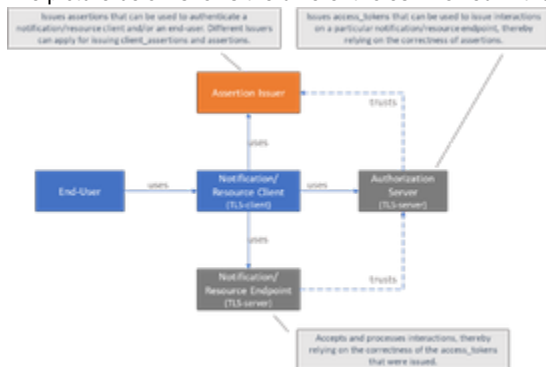 Issues assertions that can be used to authenticate a
notification/resource client and/or an end-user. Different Issuers
can apply for issuing client_assertions and assertions.
Issues access_tokens that can be used to issue interactions
on a particular notification/resource endpoint, thereby
relying on the correctness of assertions.
Assertion Issuer
trusts
uses
End-User
uses
Notification/
Resource Client
(TLS-client)
uses
Authorization
Server
(TLS-server)
uses
Notification/
Resource Endpoint
(TLS-server)
trusts
Accepts and processes interactions, thereby
relying on the correctness of the access_tokens
that were issued.